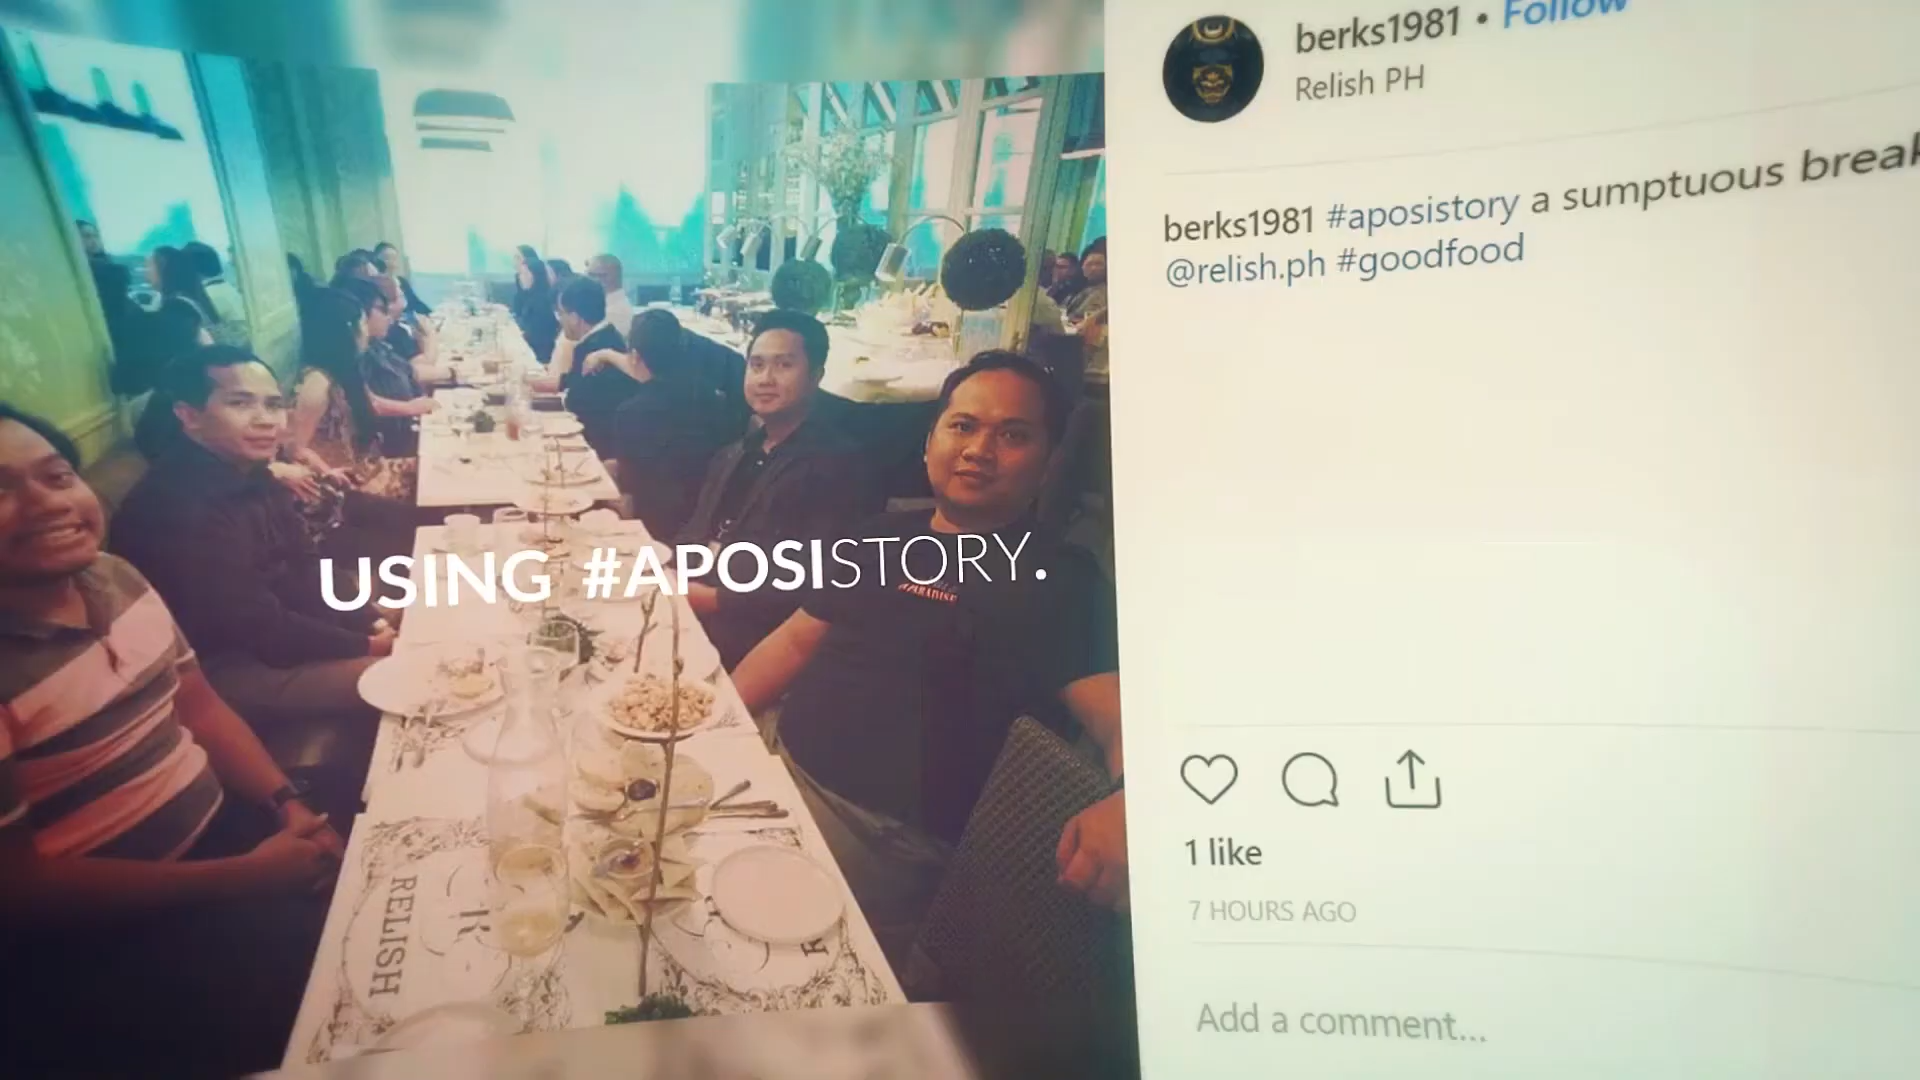 berks1981 • Follow
Relish PH
berks1981 #aposistory a sumptuous break
@relish.ph #goodfood
USING #APOSISTORY.
PARADISE
RELISH
1 like
7 HOURS AGO
Add a comment...